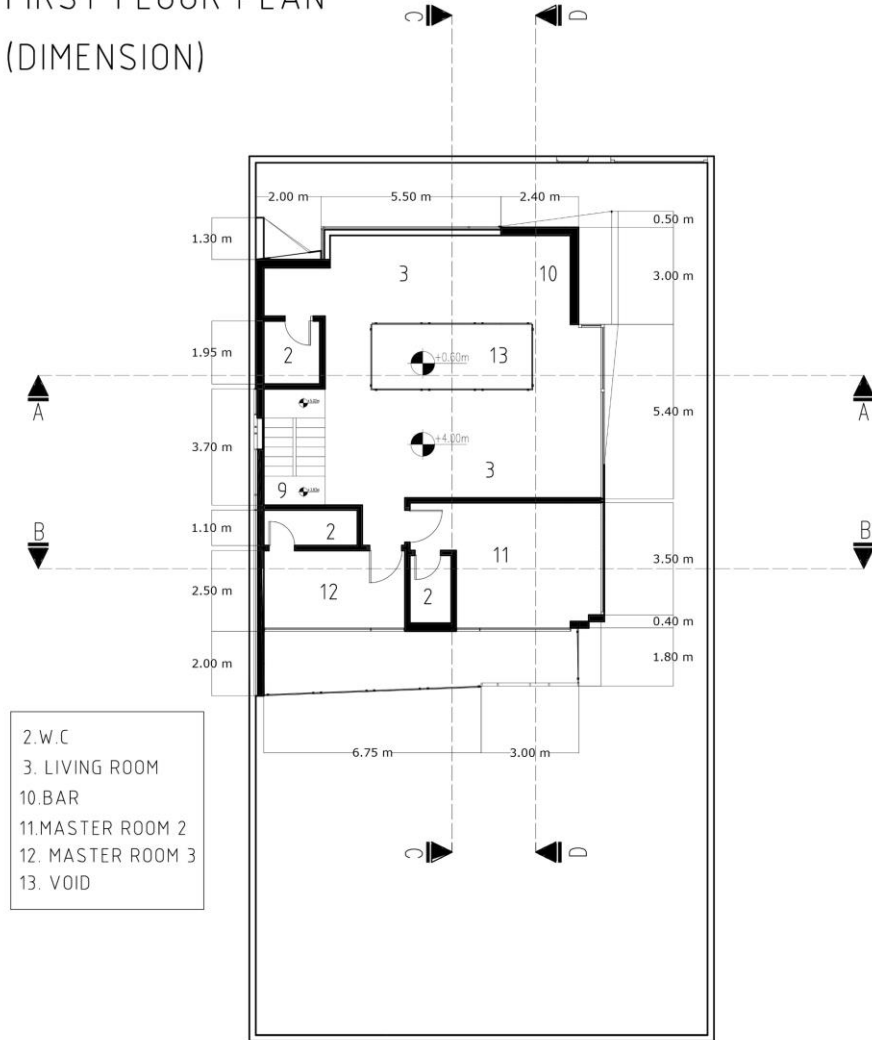 FIRST FLOOR PLAN
(DIMENSION)
C D
2.00 m 5.50 m 2.40 m
0.50 m
1.30 m
3 10
3.00 m
1.95 m
2
+0.60m 13
A A
5.40 m
3.70 m
+4.00m
3
9
B B
1.10 m
2
11
3.50 m
2.50 m
12
2
0.40 m
2.00 m
1.80 m
6.75 m 3.00 m
2.W.C
3. LIVING ROOM
10.BAR
11.MASTER ROOM 2
12. MASTER ROOM 3
13. VOID
C D